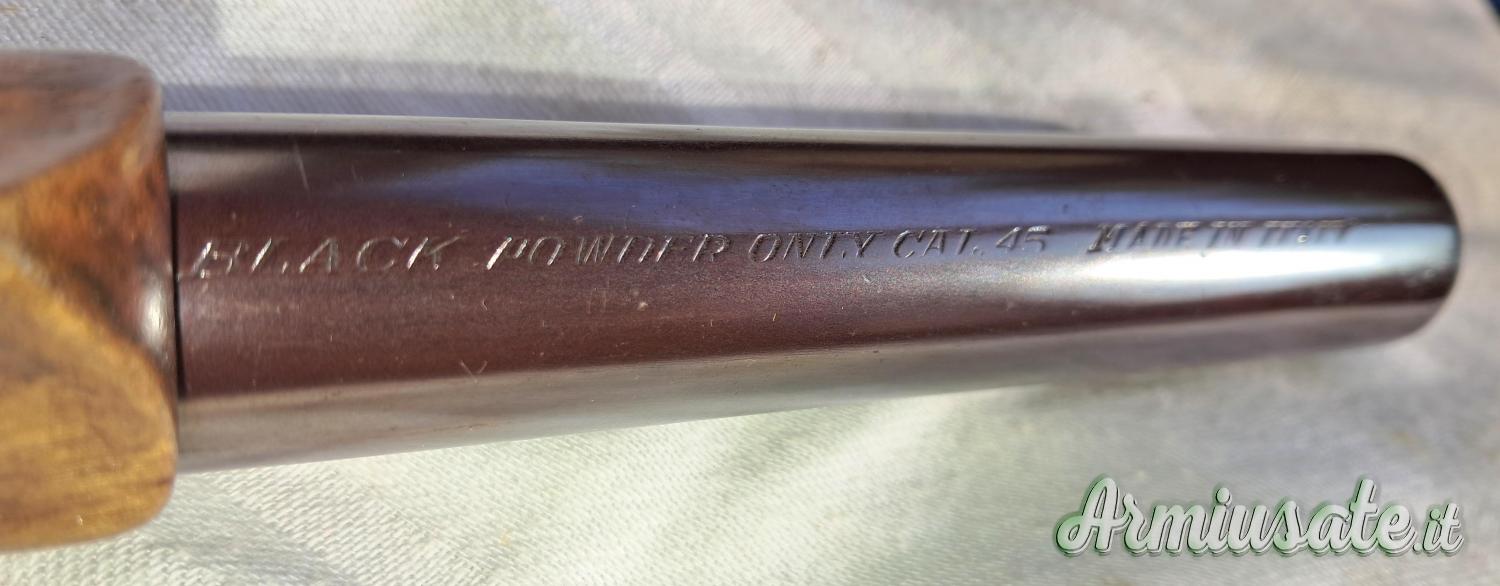 BLACK POWDER ONLY CAL. 45 MADE IN ITALY
Armiusate.it